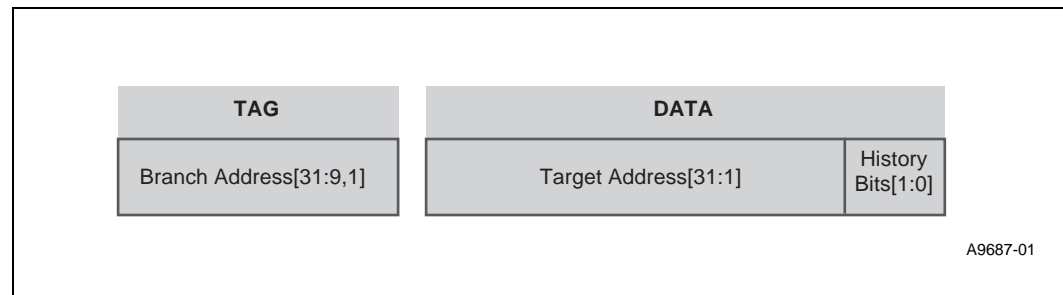 TAG
DATA
Branch Address[31:9,1]
Target Address[31:1]
History
Bits[1:0]
A9687-01